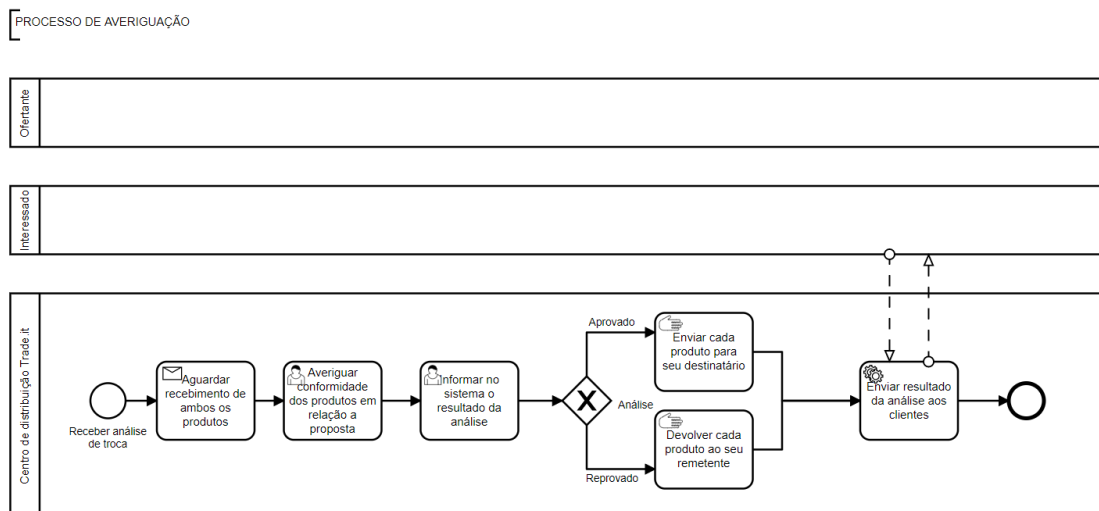 PROCESSO DE AVERIGUAÇÃO
Ofertante
Interessado
Centro de distribuição Trade.it
Receber análise
de troca
Aguardar
recebimento de
ambos os
produtos
Averiguar
conformidade
dos produtos em
relação a
proposta
Informar no
sistema o
resultado da
análise
Análise
Aprovado
Enviar cada
produto para
seu destinatário
Reprovado
Devolver cada
produto ao seu
remetente
Enviar resultado
da análise aos
clientes